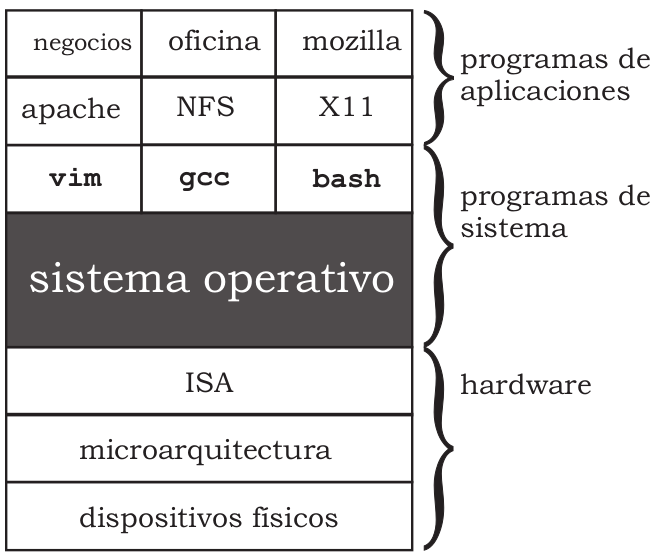 negocios oficina mozilla
programas de
aplicaciones
apache NFS X11
vim gcc bash
programas de
sistema
sistema operativo
ISA
hardware
microarquitectura
dispositivos físicos